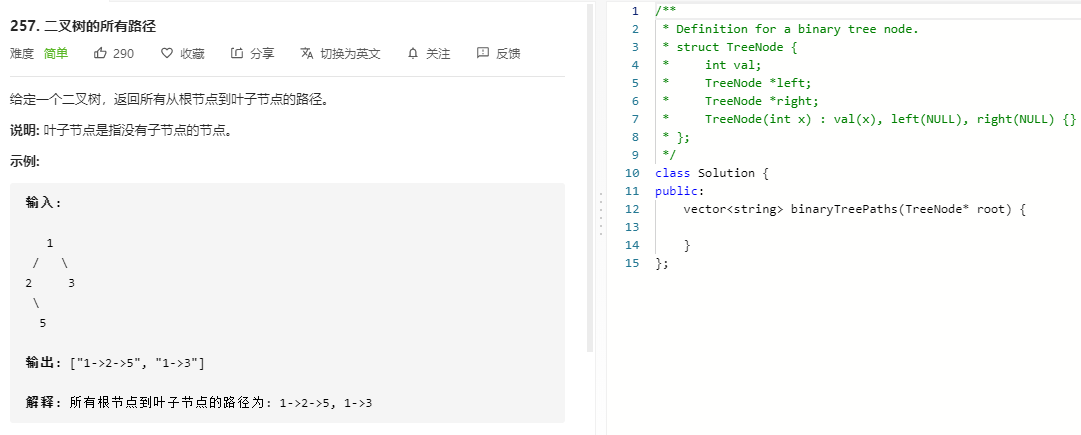 257. 二叉树的所有路径
难度 简单 290 收藏 分享 切换为英文 关注 反馈
给定一个二叉树，返回所有从根节点到叶子节点的路径。
说明: 叶子节点是指没有子节点的节点。
示例:
输入:
1
/ \
2 3
\
5
输出: ["1->2->5", "1->3"]
解释: 所有根节点到叶子节点的路径为: 1->2->5, 1->3
1 /**
2 * Definition for a binary tree node.
3 * struct TreeNode {
4 * int val;
5 * TreeNode *left;
6 * TreeNode *right;
7 * TreeNode(int x) : val(x), left(NULL), right(NULL) {}
8 * };
9 */
10 class Solution {
11 public:
12 vector<string> binaryTreePaths(TreeNode* root) {
13
14 }
15 };